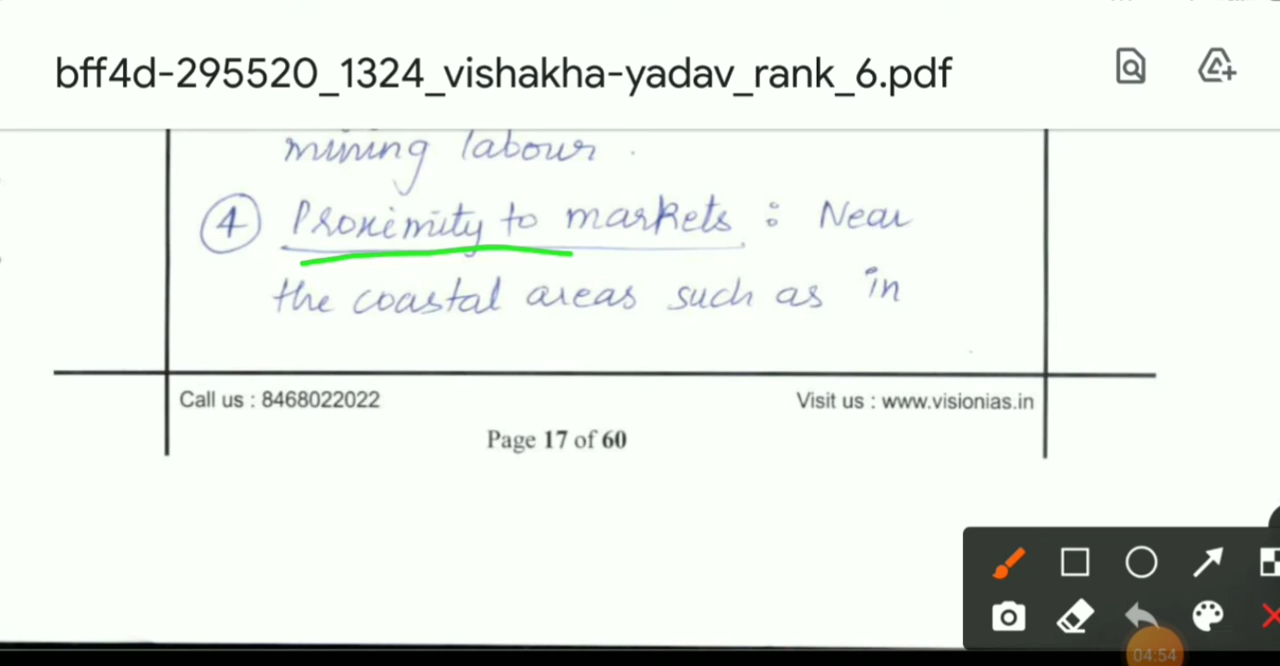 bff4d-295520_1324_vishakha-yadav_rank_6.pdf
mining labour.
4 Proximity to markets : Near
the coastal areas such as in
Call us : 8468022022
Visit us : www.visionias.in
Page 17 of 60
04:54